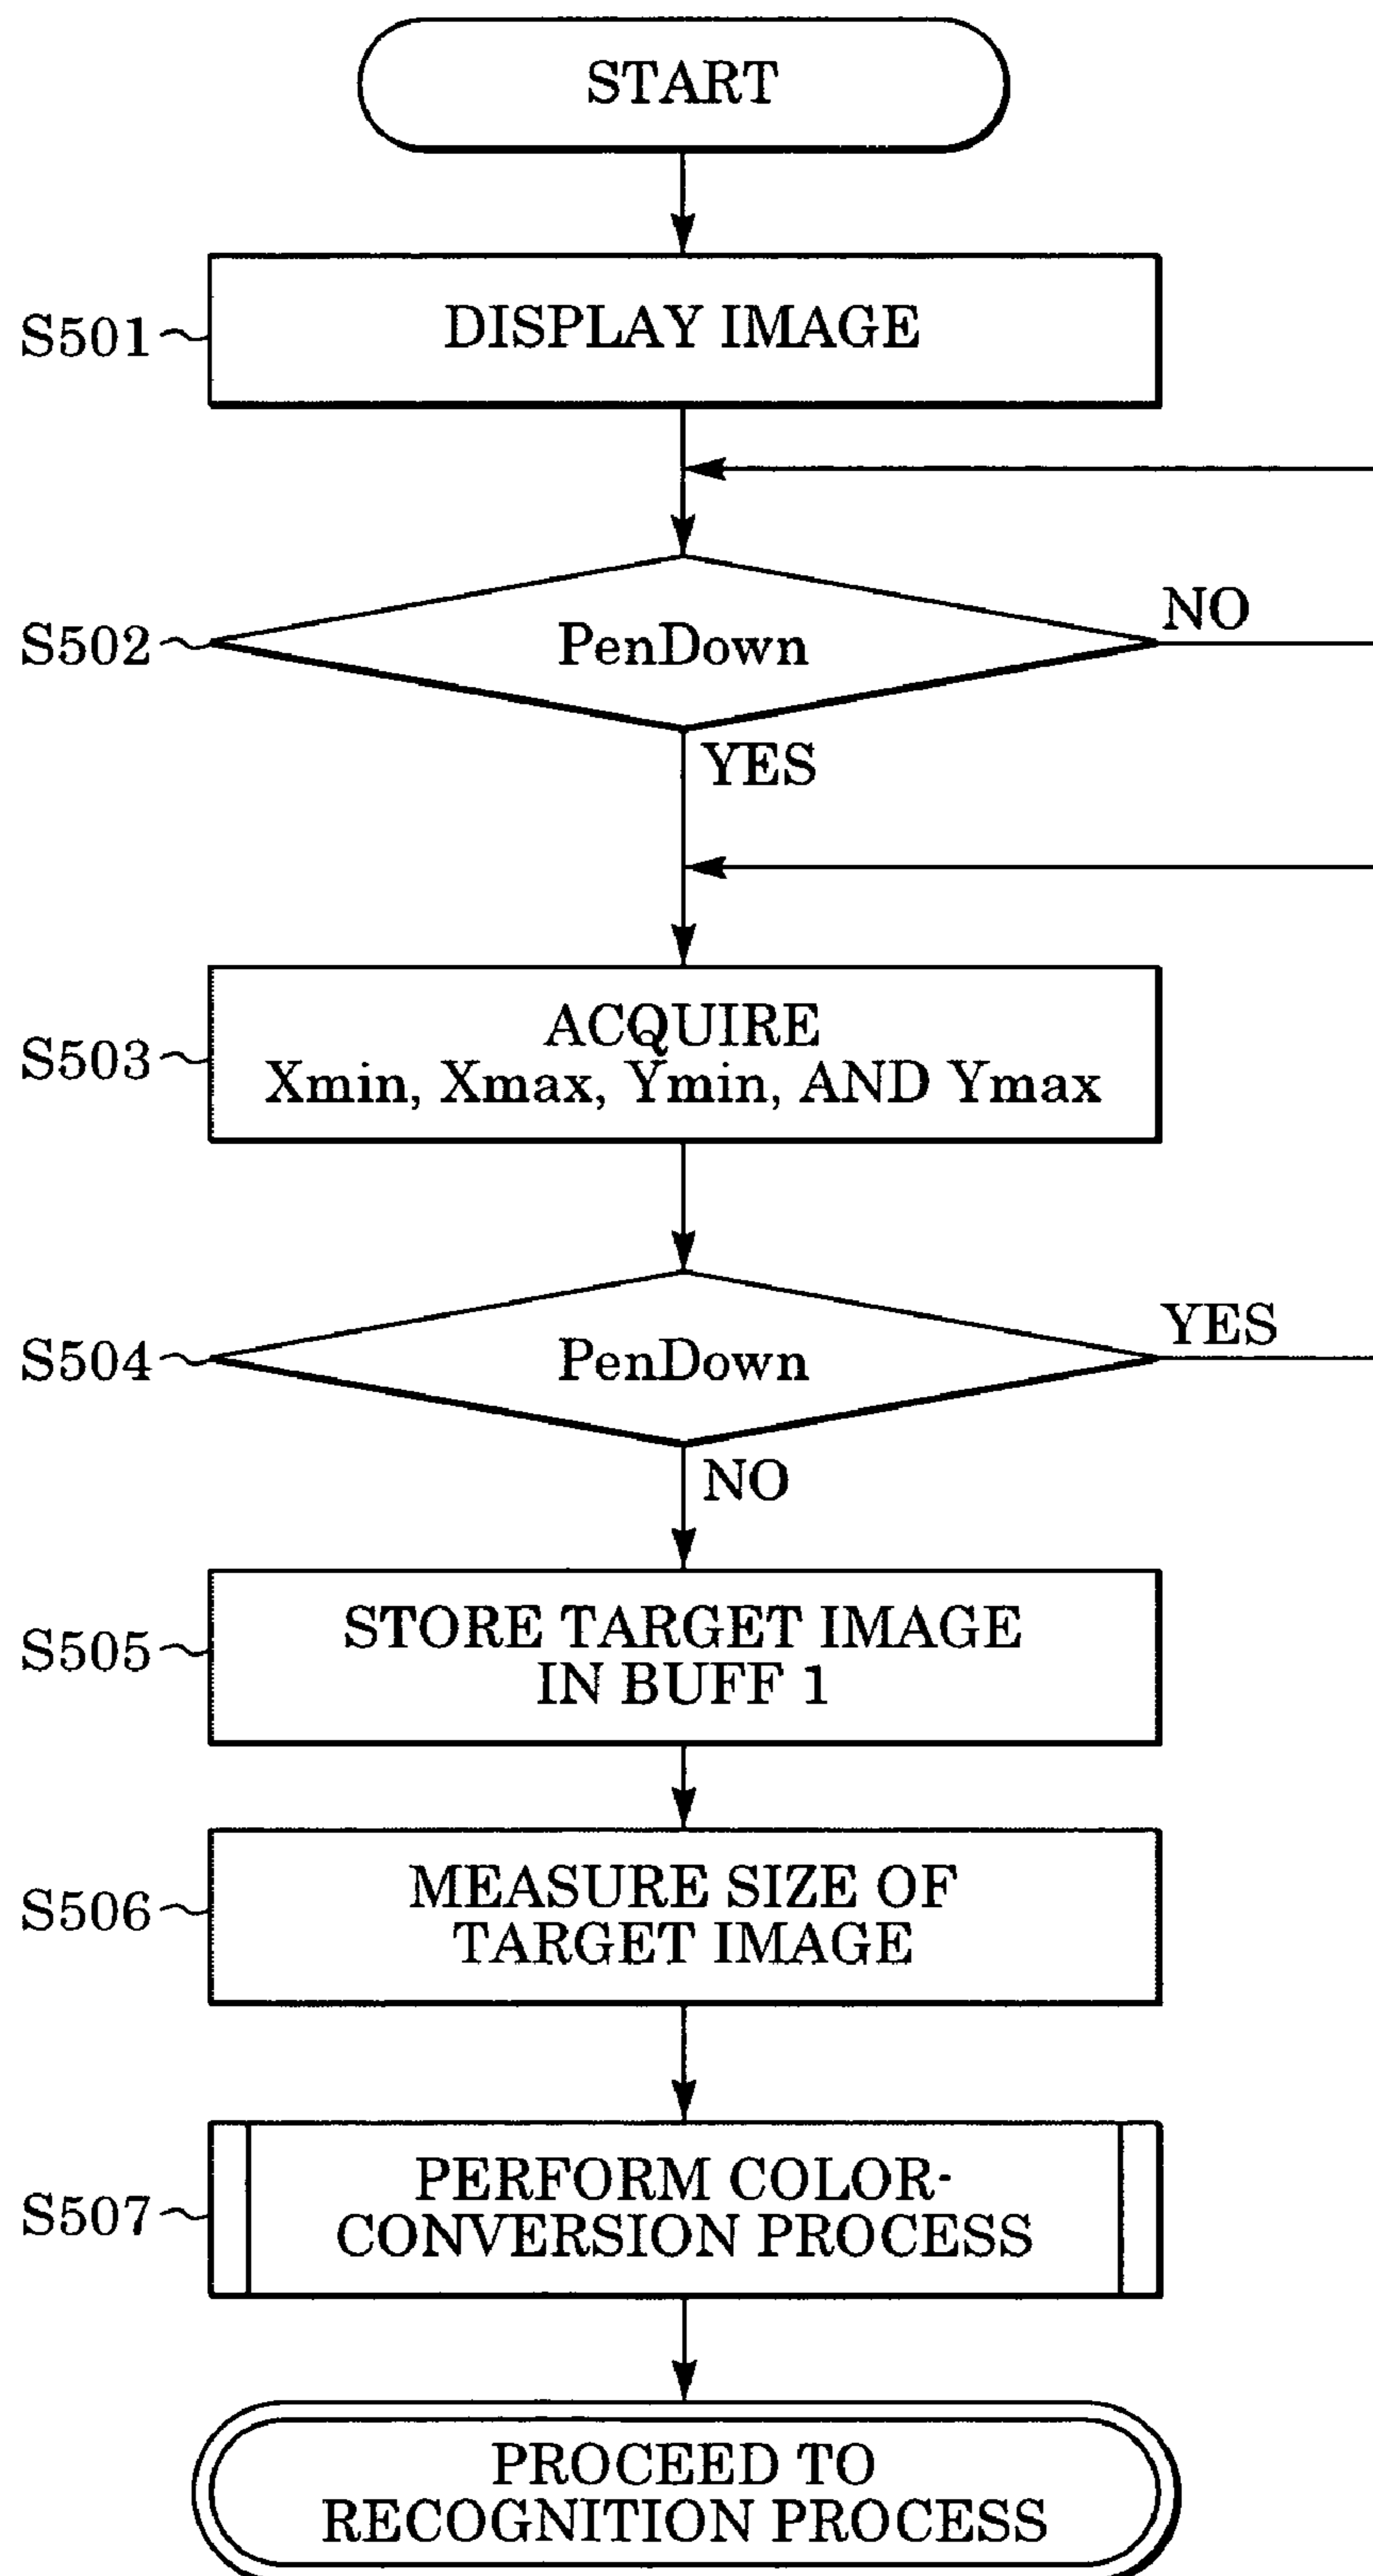 START
S501
DISPLAY IMAGE
S502
PenDown
NO
YES
S503
ACQUIRE
Xmin, Xmax, Ymin, AND Ymax
S504
PenDown
YES
NO
S505
STORE TARGET IMAGE
IN BUFF 1
S506
MEASURE SIZE OF
TARGET IMAGE
S507
PERFORM COLOR-
CONVERSION PROCESS
PROCEED TO
RECOGNITION PROCESS